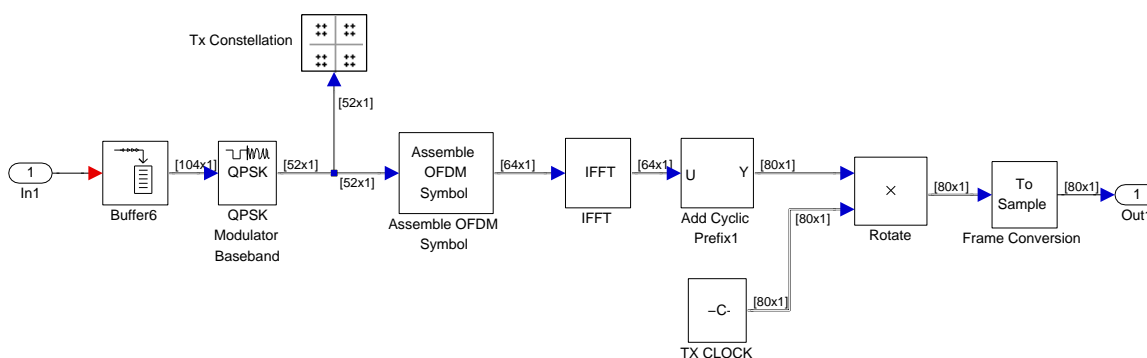 Tx Constellation
[52x1]
1
In1
Buffer6
[104x1]
QPSK
QPSK
Modulator
Baseband
[52x1]
[52x1]
Assemble
OFDM
Symbol
Assemble OFDM
Symbol
[64x1]
IFFT
IFFT
[64x1]
U
Y
Add Cyclic
Prefix1
[80x1]
[80x1]
−C-
TX CLOCK
[80x1]
×
Rotate
[80x1]
To
Sample
Frame Conversion
[80x1]
1
Out1